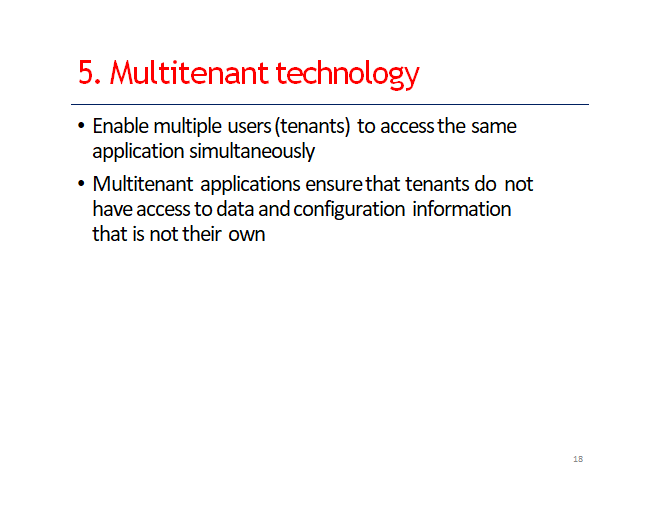 5. Multitenant technology
• Enable multiple users (tenants) to access the same
application simultaneously
• Multitenant applications ensure that tenants do not
have access to data and configuration information
that is not their own
18